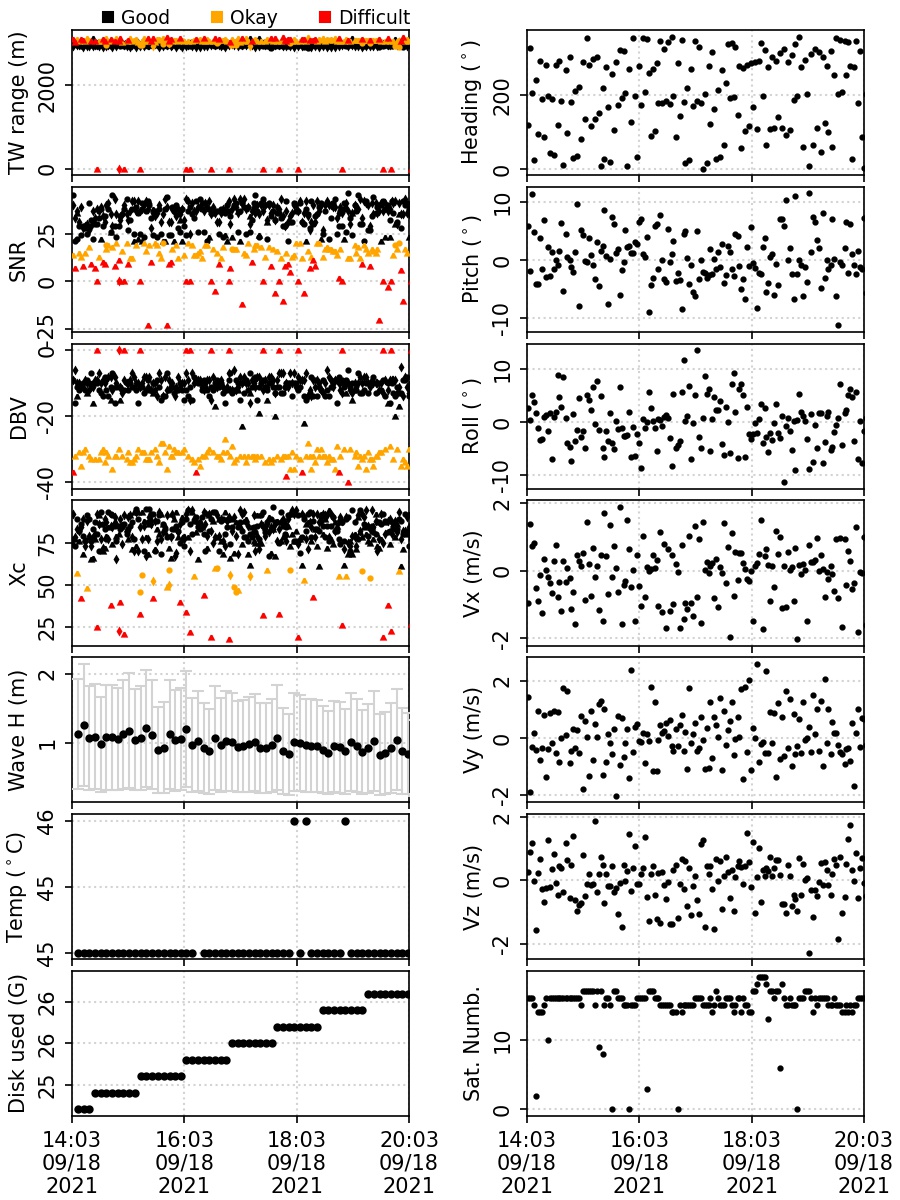 Good Okay Difficult
TW range (m)
2000
0
Heading (°)
200
0
SNR
25
0
-25
Pitch (°)
10
0
-10
DBV
0
-20
-40
Roll (°)
10
0
-10
Xc
75
50
25
Vx (m/s)
2
0
-2
Wave H (m)
2
1
Vy (m/s)
2
0
-2
Temp (°C)
46
45
45
Vz (m/s)
2
0
-2
Disk used (G)
26
26
25
Sat. Numb.
10
0
14:03 16:03 18:03 20:03 14:03 16:03 18:03 20:03
09/18 09/18 09/18 09/18 09/18 09/18 09/18 09/18
2021 2021 2021 2021 2021 2021 2021 2021